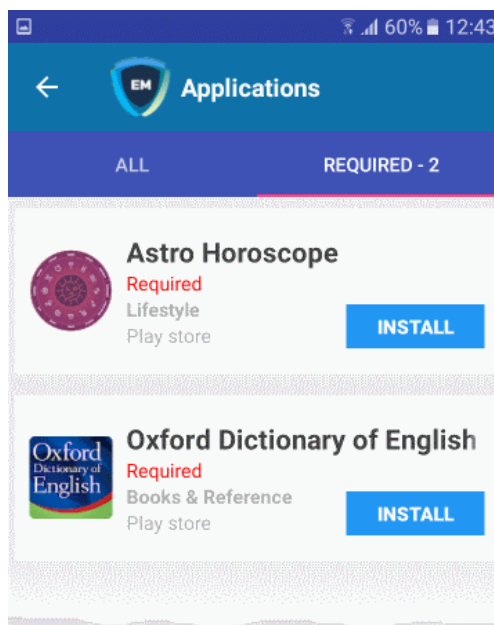 60% 12:43
EM Applications
ALL REQUIRED - 2
Astro Horoscope
Required
Lifestyle
Play store
INSTALL
Oxford
Dictionary of
English
Oxford Dictionary of English
Required
Books & Reference
Play store
INSTALL